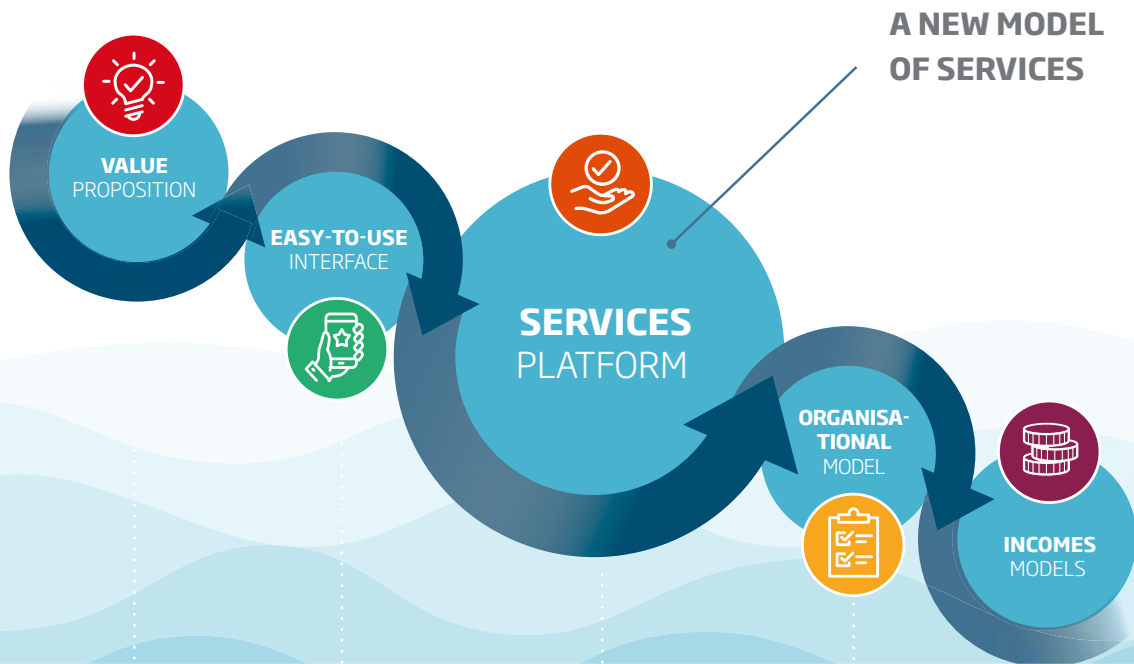 A NEW MODEL
OF SERVICES
VALUE
PROPOSITION
EASY-TO-USE
INTERFACE
SERVICES
PLATFORM
ORGANISA-
TIONAL
MODEL
INCOMES
MODELS